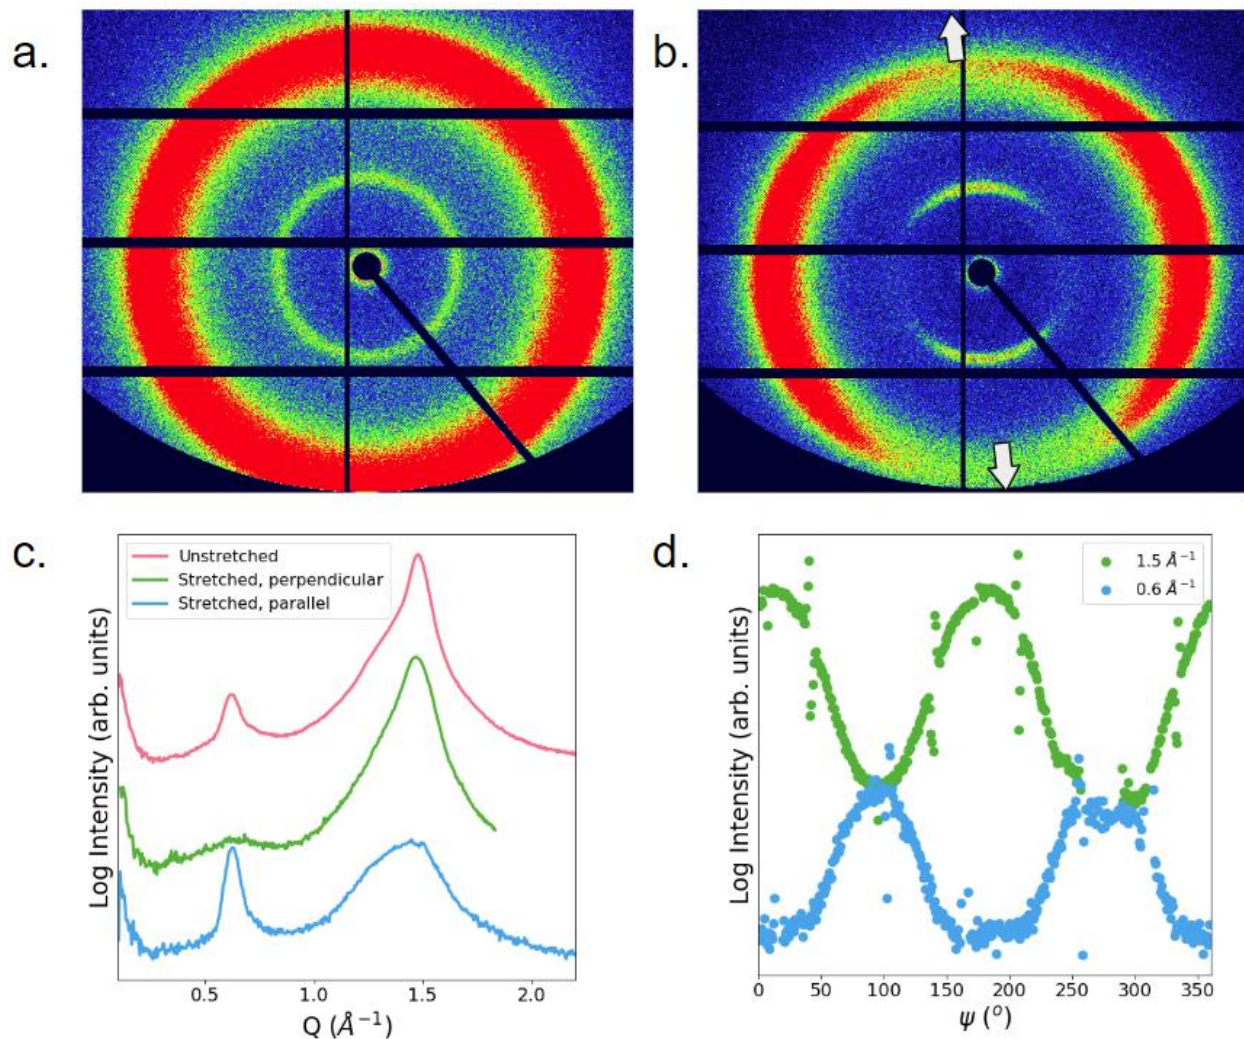 a.
b.
c.
Unstretched
Stretched, perpendicular
Stretched, parallel
Log Intensity (arb. units)
0.5 1.0 1.5 2.0
Q (Å⁻¹)
d.
1.5 Å⁻¹
0.6 Å⁻¹
Log Intensity (arb. units)
0 50 100 150 200 250 300 350
ψ (°)